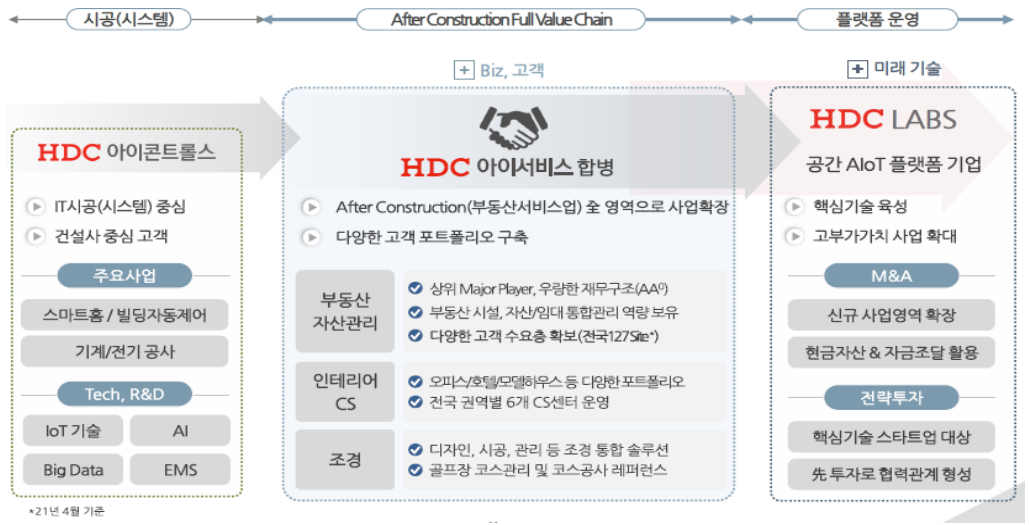 시공(시스템)
After Construction Full Value Chain
플랫폼 운영
+ Biz, 고객
+ 미래 기술
HDC 아이콘트롤스
IT시공(시스템) 중심
건설사 중심 고객
주요사업
스마트홈 / 빌딩자동제어
기계/전기 공사
Tech, R&D
IoT 기술
AI
Big Data
EMS
*21년 4월 기준
HDC 아이서비스 합병
After Construction(부동산서비스업) 全 영역으로 사업확장
다양한 고객 포트폴리오 구축
부동산
자산관리
상위 Major Player, 우량한 재무구조(AA⁰)
부동산 시설, 자산/임대 통합관리 역량 보유
다양한 고객 수요층 확보(전국127Site*)
인테리어
CS
오피스/호텔/모델하우스 등 다양한 포트폴리오
전국 권역별 6개 CS센터 운영
조경
디자인, 시공, 관리 등 조경 통합 솔루션
골프장 코스관리 및 코스공사 레퍼런스
HDC LABS
공간 AIoT 플랫폼 기업
핵심기술 육성
고부가가치 사업 확대
M&A
신규 사업영역 확장
현금자산 & 자금조달 활용
전략투자
핵심기술 스타트업 대상
先 투자로 협력관계 형성